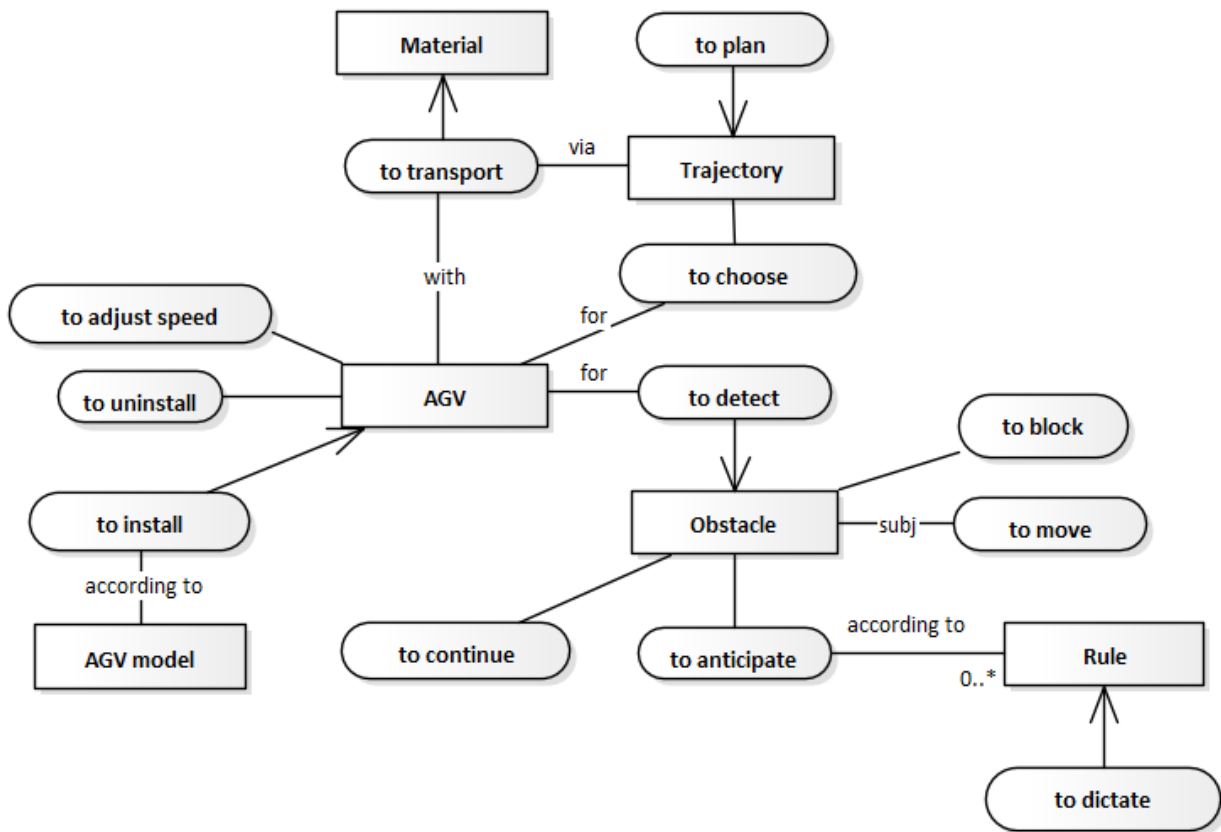 Material
to plan
to transport
via
Trajectory
with
to choose
to adjust speed
for
to uninstall
AGV
for
to detect
to block
to install
Obstacle
subj
to move
according to
AGV model
to continue
to anticipate
according to
0..*
Rule
to dictate